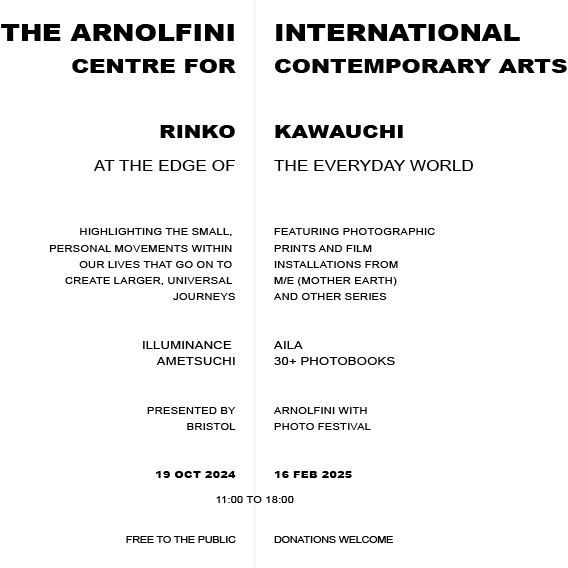 THE ARNOLFINI INTERNATIONAL
CENTRE FOR CONTEMPORARY ARTS
RINKO KAWAUCHI
AT THE EDGE OF THE EVERYDAY WORLD
HIGHLIGHTING THE SMALL,
PERSONAL MOVEMENTS WITHIN
OUR LIVES THAT GO ON TO
CREATE LARGER, UNIVERSAL
JOURNEYS
FEATURING PHOTOGRAPHIC
PRINTS AND FILM
INSTALLATIONS FROM
M/E (MOTHER EARTH)
AND OTHER SERIES
ILLUMINANCE
AMETSUCHI
AILA
30+ PHOTOBOOKS
PRESENTED BY ARNOLFINI WITH
BRISTOL PHOTO FESTIVAL
19 OCT 2024 16 FEB 2025
11:00 TO 18:00
FREE TO THE PUBLIC DONATIONS WELCOME